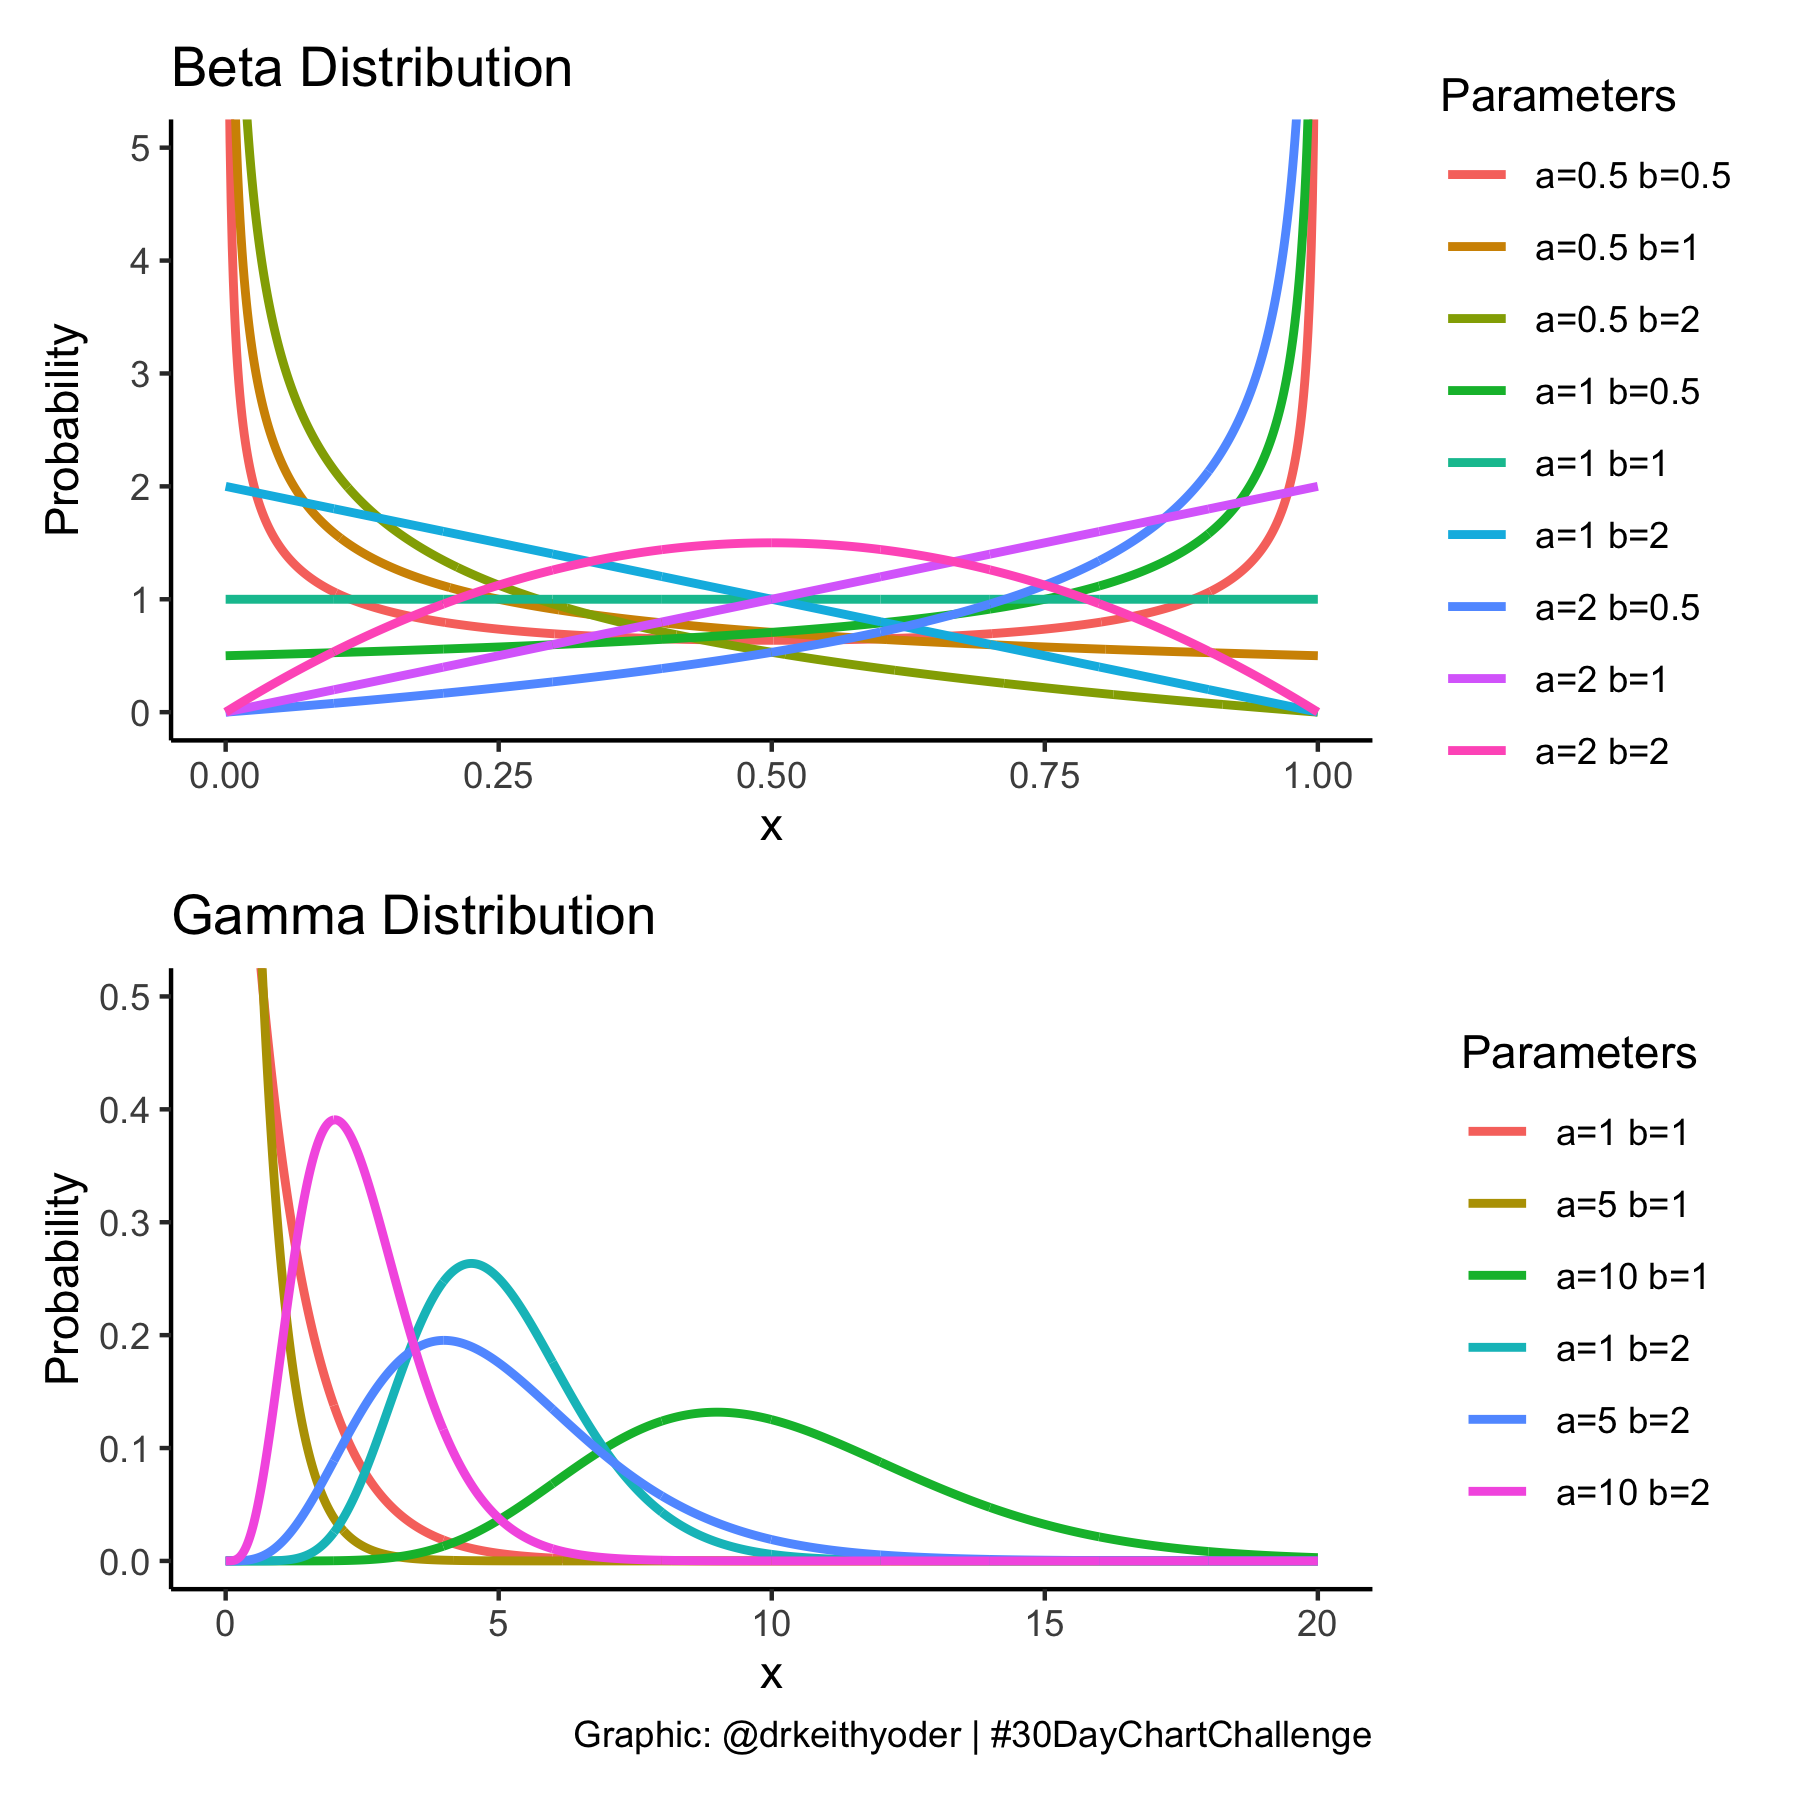 Beta Distribution
Probability
5
4
3
2
1
0
0.00 0.25 0.50 0.75 1.00
x
Parameters
a=0.5 b=0.5
a=0.5 b=1
a=0.5 b=2
a=1 b=0.5
a=1 b=1
a=1 b=2
a=2 b=0.5
a=2 b=1
a=2 b=2
Gamma Distribution
Probability
0.5
0.4
0.3
0.2
0.1
0.0
0 5 10 15 20
x
Parameters
a=1 b=1
a=5 b=1
a=10 b=1
a=1 b=2
a=5 b=2
a=10 b=2
Graphic: @drkeithyoder | #30DayChartChallenge